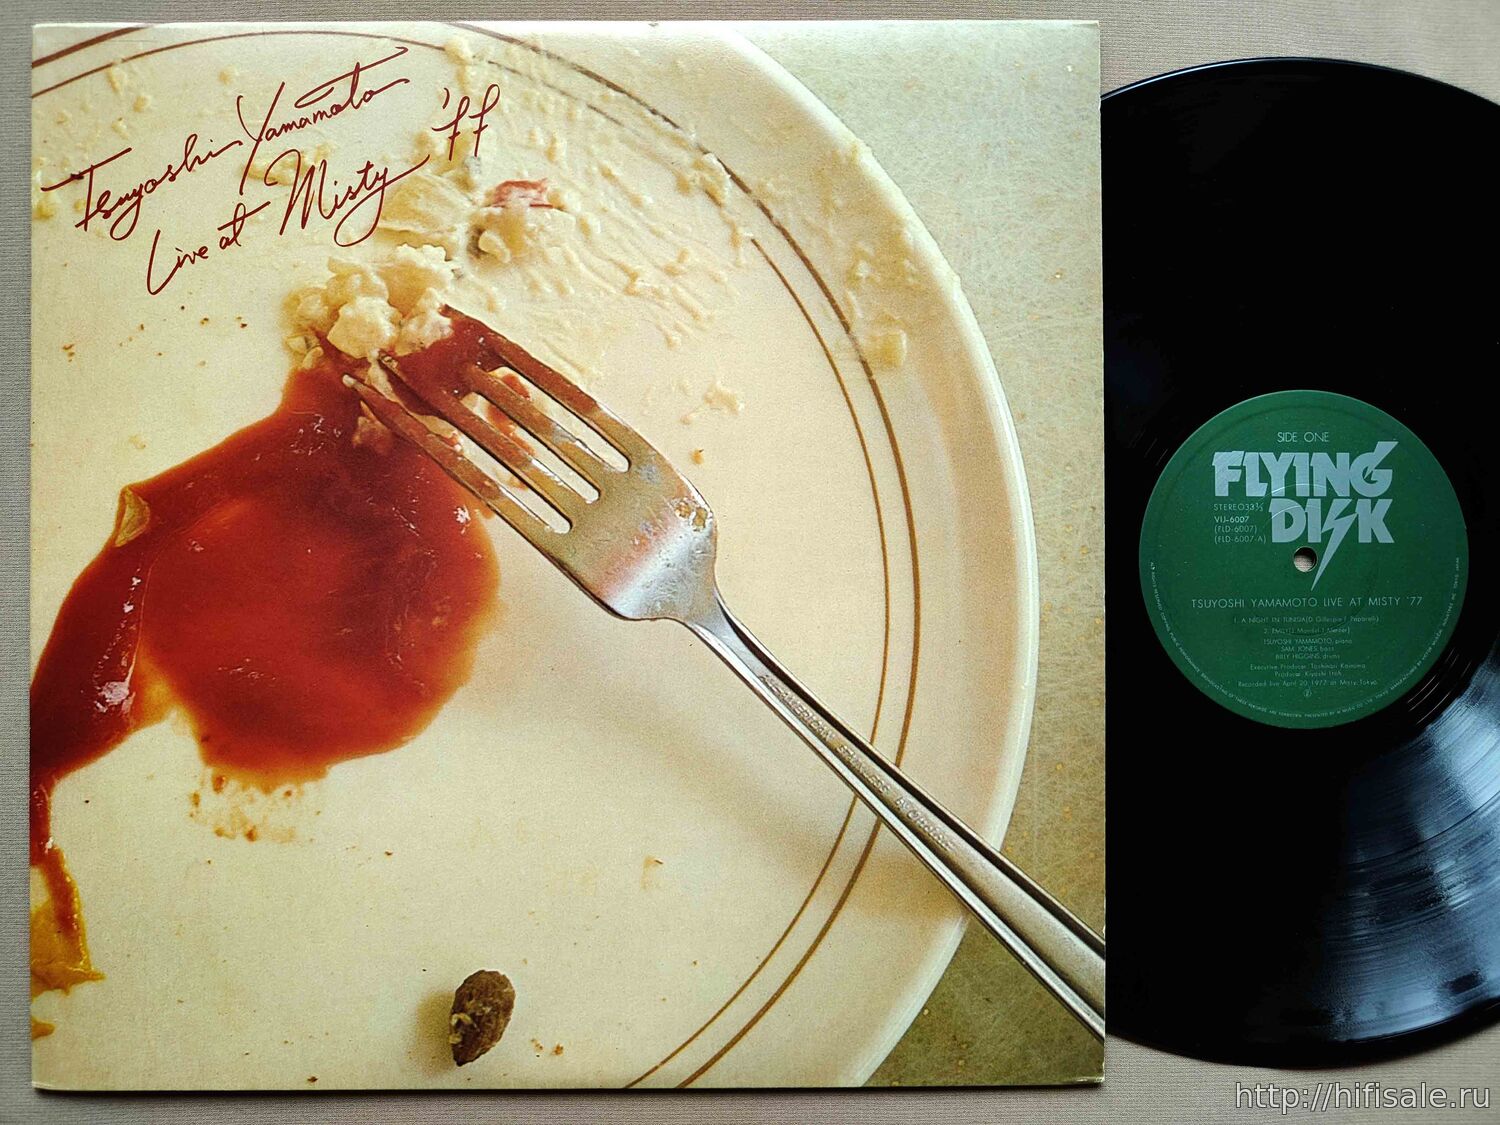 Tsuyoshi Yamamoto
Live at Misty '77
SIDE ONE
FLYING
DISK
STEREO 33⅓
VIJ-6007
(FLD-6007)
(FLD-6007-A)
TSUYOSHI YAMAMOTO LIVE AT MISTY '77
1. A NIGHT IN TUNISIA (D. Gillespie-F. Paparelli)
2. EMILY (J. Mandel-J. Mercer)
TSUYOSHI YAMAMOTO, piano
SAM JONES, bass
BILLY HIGGINS, drums
Executive Producer: Toshinari Koinuma
Producer: Kiyoshi Itoh
Recorded live April 20 1977 at Misty, Tokyo
STAINLESS
http://hifisale.ru